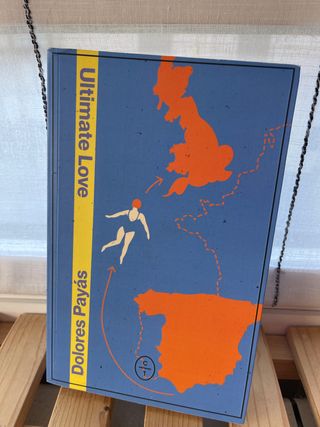 Ultimate Love
Dolores Payás
C
T